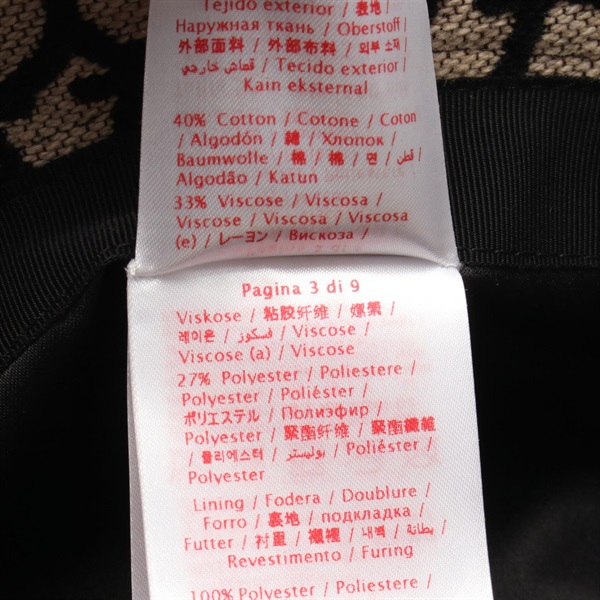 Tejido exterior / 表地
Наружная ткань / Oberstoff /
外部面料 / 外部布料 / 외부 소재
/ قماش خارجي / Tecido exterior /
Kain eksternal
40% Cotton / Cotone / Coton
/ Algodón / 綿 / Хлопок /
Baumwolle / 棉 / 棉 / 면 / قطن /
Algodão / Katun
33% Viscose / Viscosa /
Viscose / Viscosa / Viscosa
(e) / レーヨン / Вискоза /
Pagina 3 di 9
Viskose / 粘胶纤维 / 嫘縈 /
레이온 / فسكوز / Viscose /
Viscose (a) / Viscose
27% Polyester / Poliestere /
Polyester / Poliéster /
ポリエステル / Полиэфир /
Polyester / 聚酯纤维 / 聚酯纖維
/ 폴리에스터 / بوليستر / Poliéster /
Polyester
Lining / Fodera / Doublure /
Forro / 裏地 / подкладка /
Futter / 衬里 / 襯裡 / 내벽 / بطانة /
Revestimento / Furing
100% Polyester / Poliestere /